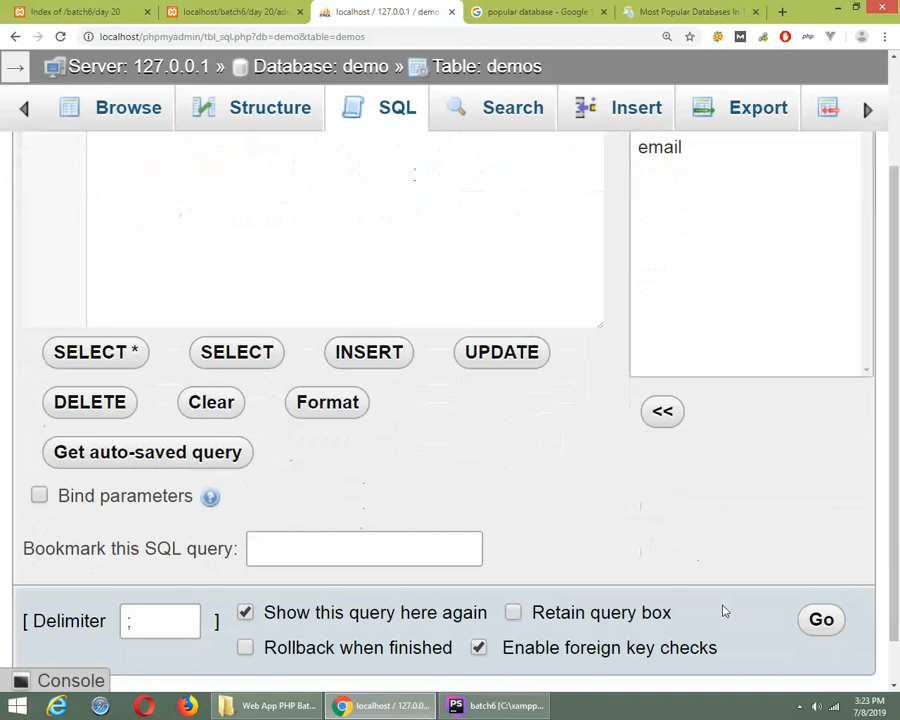 Index of /batch6/day 20
localhost/batch6/day 20/ad
localhost / 127.0.0.1 / demo
popular database - Google
Most Popular Databases In
localhost/phpmyadmin/tbl_sql.php?db=demo&table=demos
Server: 127.0.0.1 » Database: demo » Table: demos
Browse Structure SQL Search Insert Export
email
SELECT * SELECT INSERT UPDATE
DELETE Clear Format
<<
Get auto-saved query
Bind parameters
Bookmark this SQL query:
[ Delimiter ; ] Show this query here again Retain query box Go
Rollback when finished Enable foreign key checks
Console
Web App PHP Bat... localhost / 127.0.0... batch6 [C:\xampp... 3:23 PM
7/8/2019